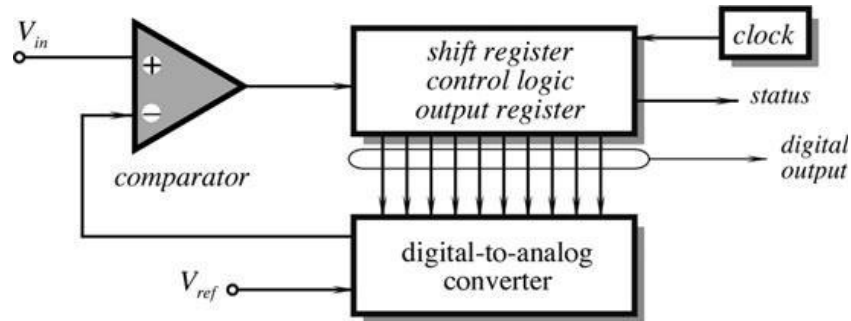 V_in
+
−
comparator
shift register
control logic
output register
clock
status
digital
output
digital-to-analog
converter
V_ref